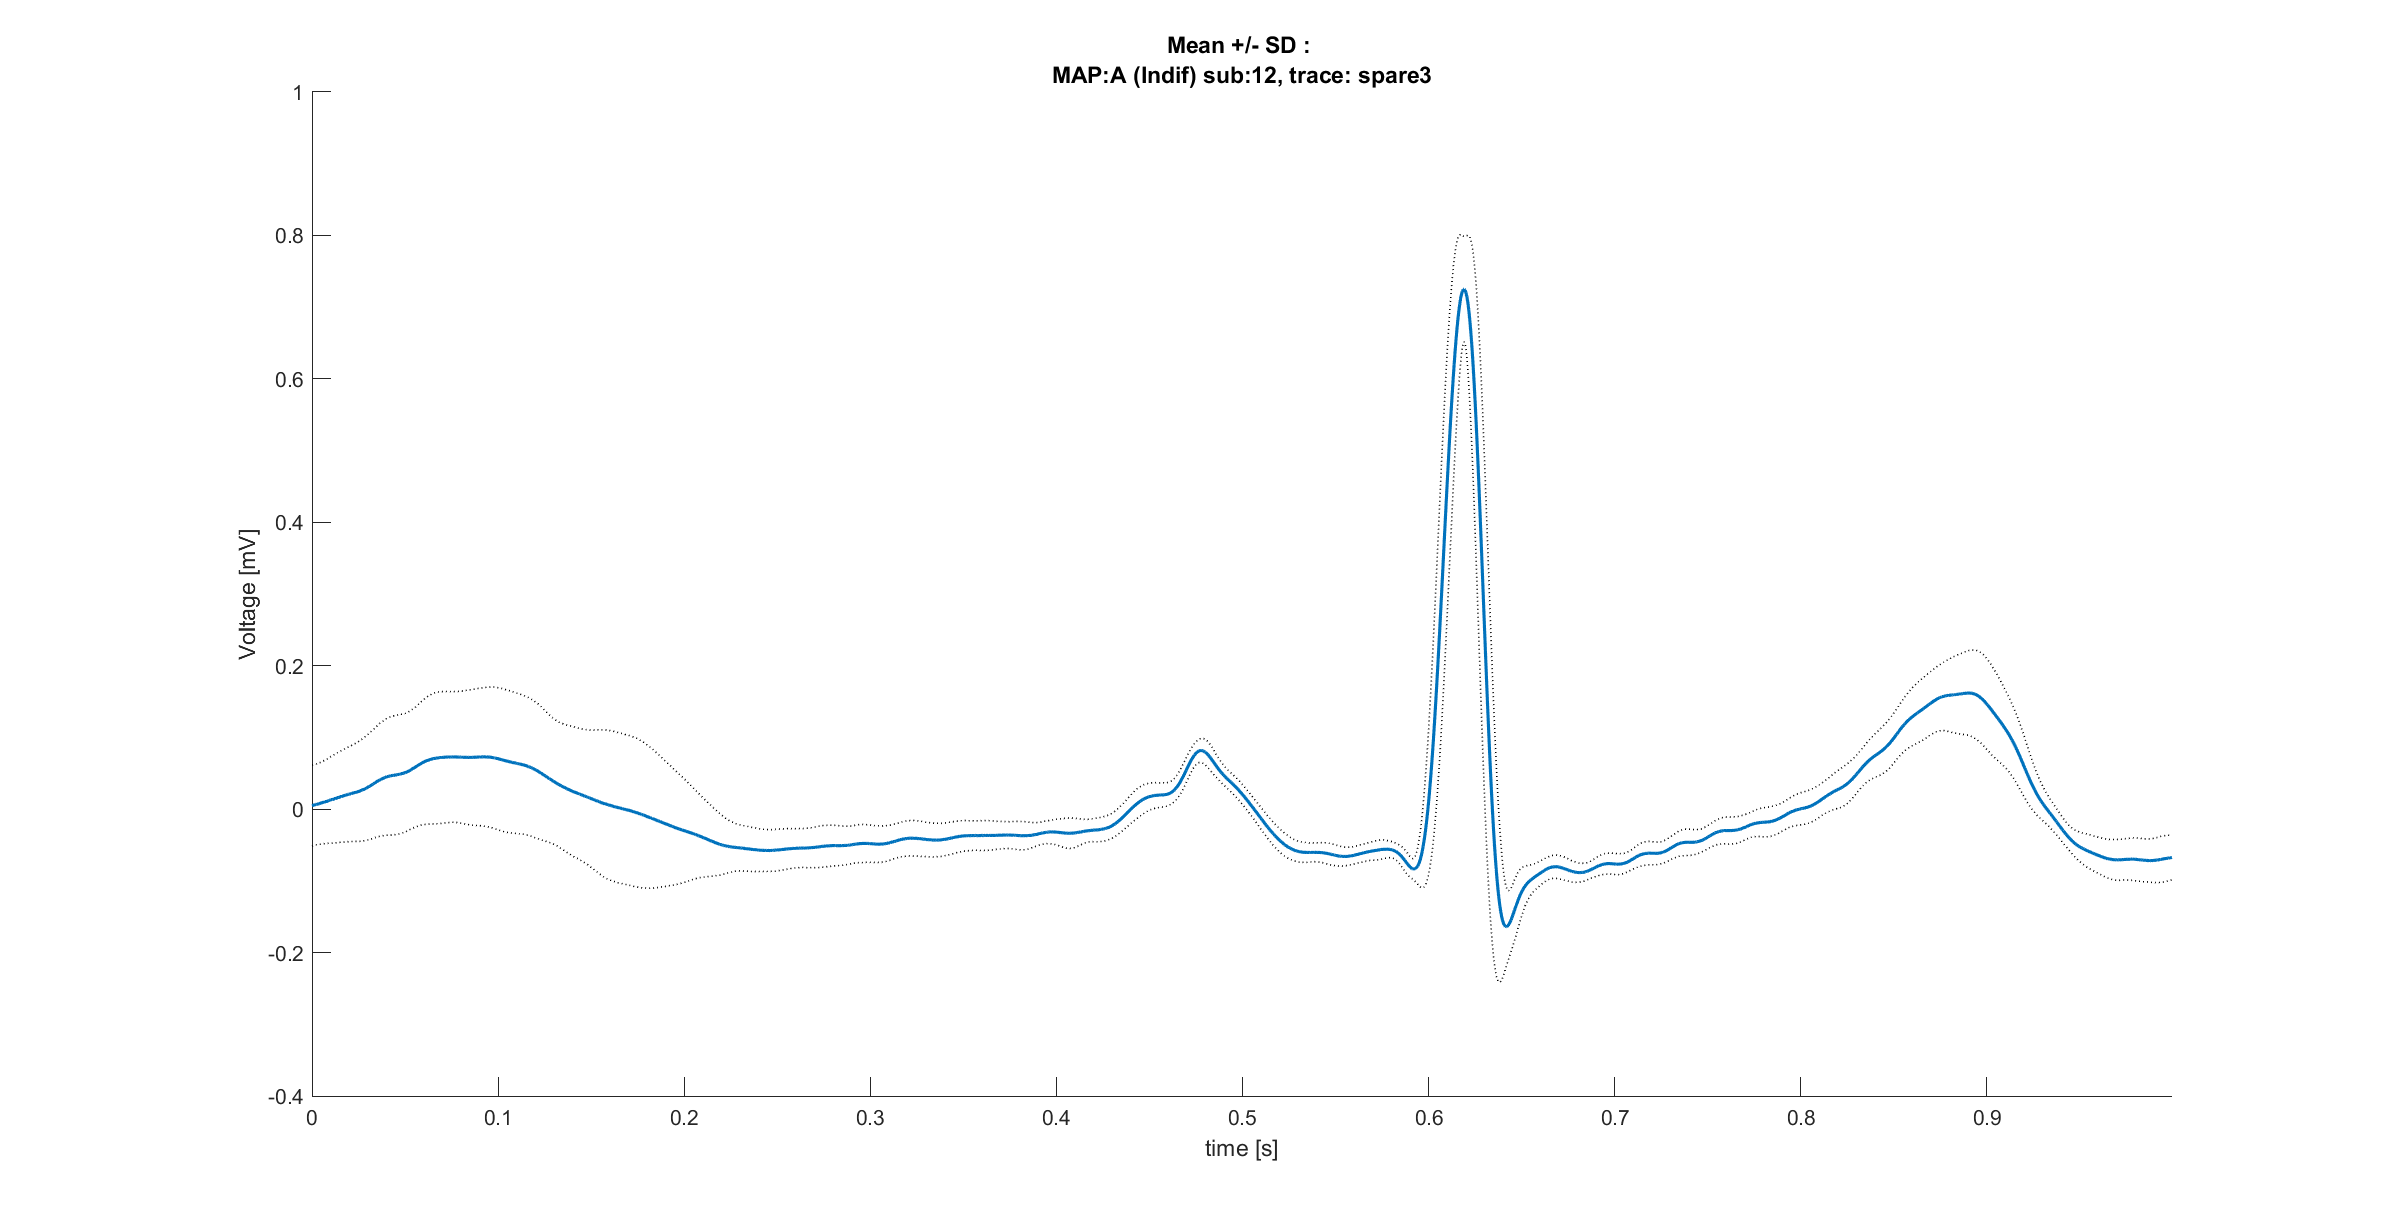 Mean +/- SD :
MAP:A (Indif) sub:12, trace: spare3
1
0.8
0.6
0.4
0.2
0
-0.2
-0.4
Voltage [mV]
0 0.1 0.2 0.3 0.4 0.5 0.6 0.7 0.8 0.9
time [s]